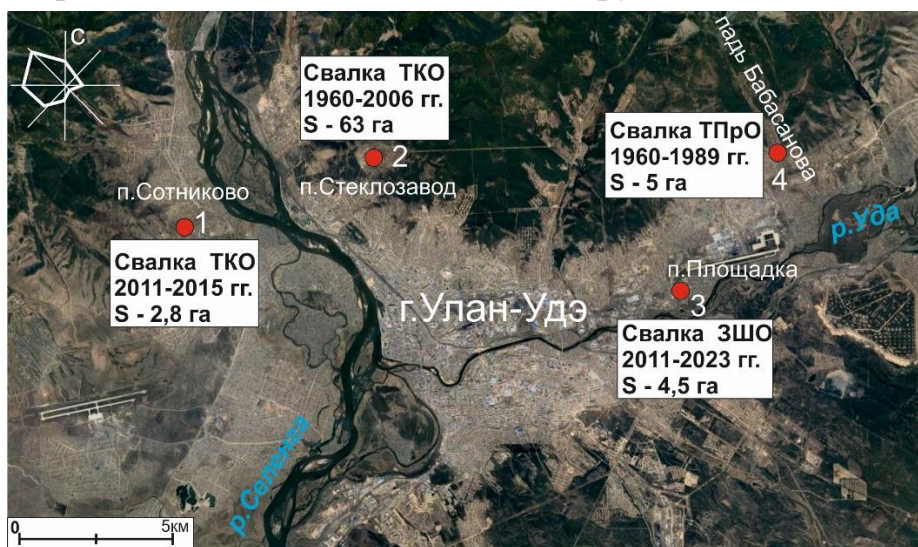 С
Свалка ТКО
1960-2006 гг.
S - 63 га
2
п.Стеклозавод
падь Бабасанова
Свалка ТПрО
1960-1989 гг.
S - 5 га
4
п.Сотниково
1
Свалка ТКО
2011-2015 гг.
S - 2,8 га
р.Уда
п.Площадка
3
г.Улан-Удэ
Свалка ЗШО
2011-2023 гг.
S - 4,5 га
р.Селенга
0 5км